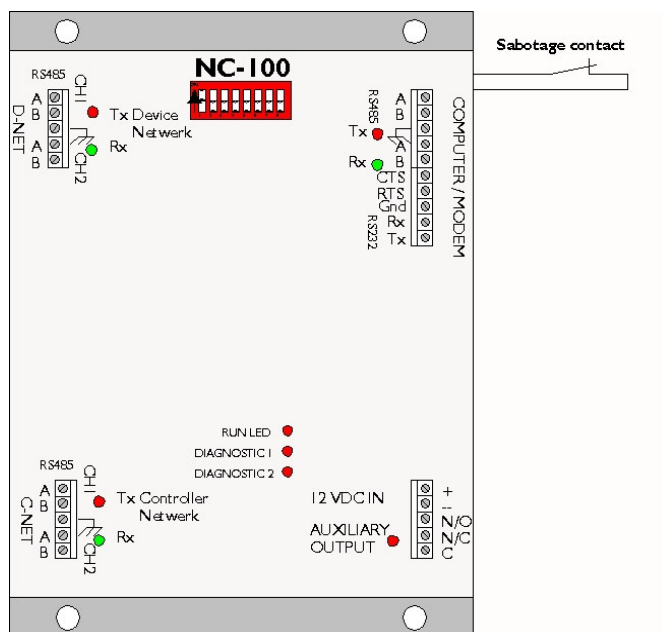 NC-100
Sabotage contact
RS485
CH1
D-NET
A
B
A
B
CH2
Tx Device
Netwerk
Rx
RS485
Tx
Rx
RS232
A
B
A
B
CTS
RTS
Gnd
Rx
Tx
COMPUTER / MODEM
RUN LED
DIAGNOSTIC 1
DIAGNOSTIC 2
RS485
CH1
C-NET
A
B
A
B
CH2
Tx Controller
Netwerk
Rx
12 VDC IN
+
–
AUXILIARY
OUTPUT
N/O
N/C
C